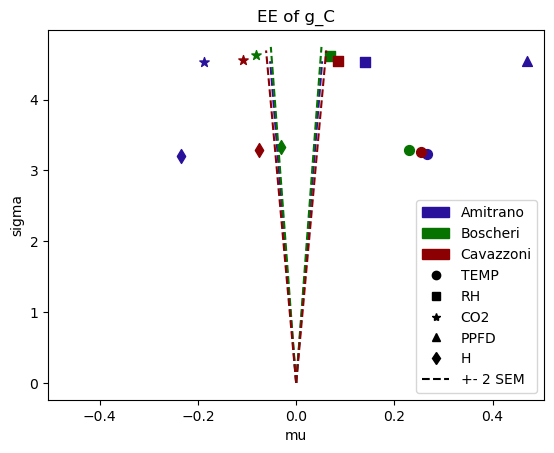 EE of g_C
sigma
4
3
2
1
0
−0.4
−0.2
0.0
0.2
0.4
mu
Amitrano
Boscheri
Cavazzoni
TEMP
RH
CO2
PPFD
H
+- 2 SEM